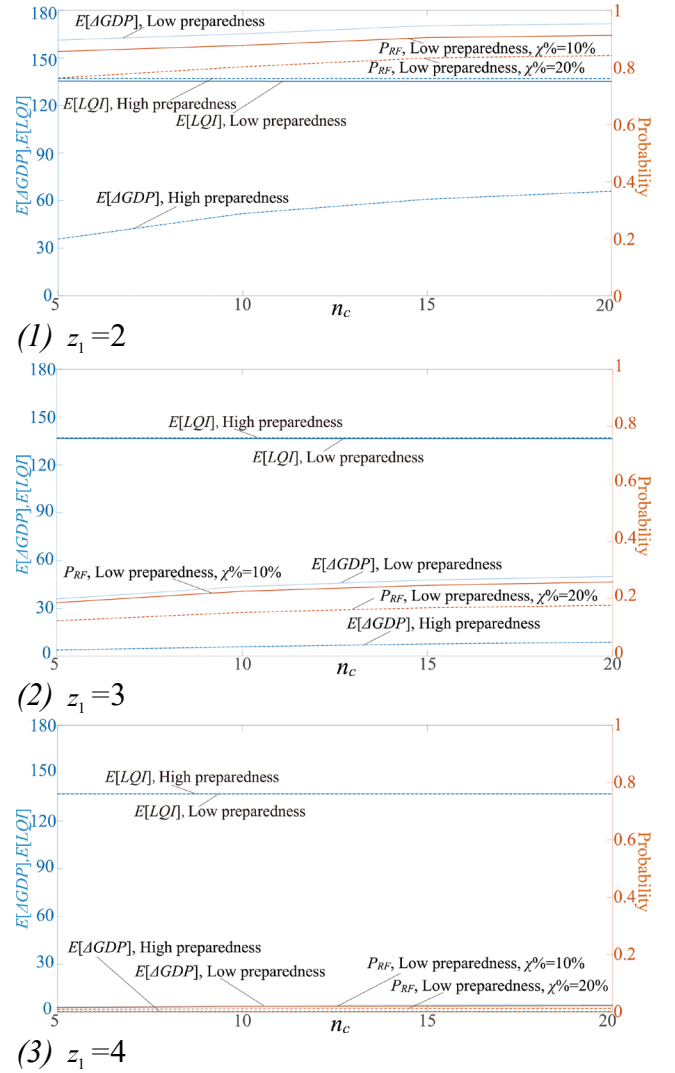 180
150
120
90
60
30
0
E[ΔGDP],E[LQI]
E[ΔGDP], Low preparedness
P_RF, Low preparedness, χ%=10%
P_RF, Low preparedness, χ%=20%
E[LQI], High preparedness
E[LQI], Low preparedness
E[ΔGDP], High preparedness
1
0.8
0.6
0.4
0.2
0
Probability
5 10 15 20
n_c
(1) z_1=2
180
150
120
90
60
30
0
E[ΔGDP],E[LQI]
E[LQI], High preparedness
E[LQI], Low preparedness
E[ΔGDP], Low preparedness
P_RF, Low preparedness, χ%=10%
P_RF, Low preparedness, χ%=20%
E[ΔGDP], High preparedness
1
0.8
0.6
0.4
0.2
0
Probability
5 10 15 20
n_c
(2) z_1=3
180
150
120
90
60
30
0
E[ΔGDP],E[LQI]
E[LQI], High preparedness
E[LQI], Low preparedness
E[ΔGDP], High preparedness
E[ΔGDP], Low preparedness
P_RF, Low preparedness, χ%=10%
P_RF, Low preparedness, χ%=20%
1
0.8
0.6
0.4
0.2
0
Probability
5 10 15 20
n_c
(3) z_1=4